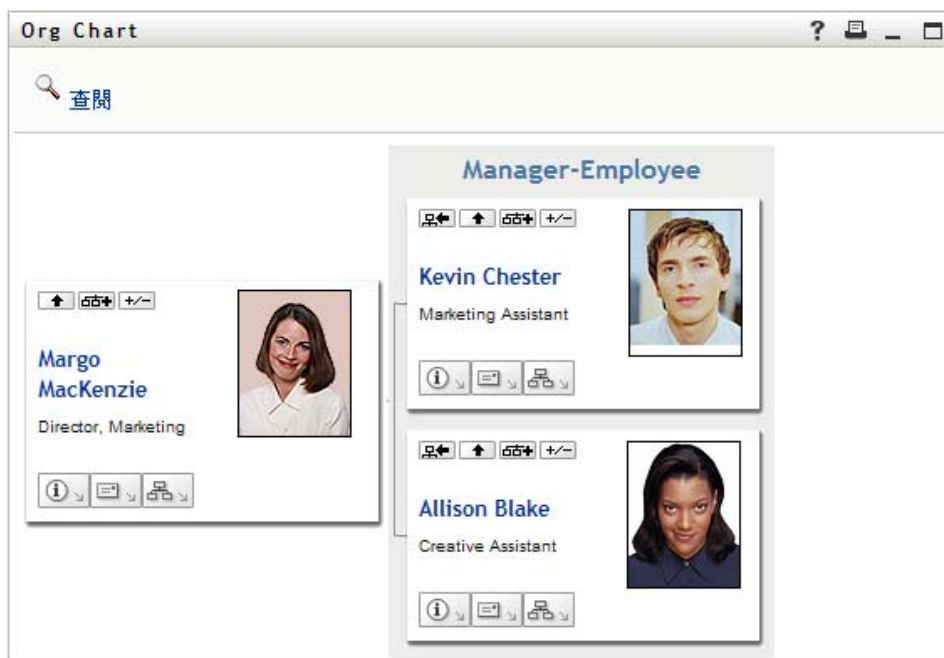 Org Chart
查閱
Manager-Employee
Margo
MacKenzie
Director, Marketing
Kevin Chester
Marketing Assistant
Allison Blake
Creative Assistant